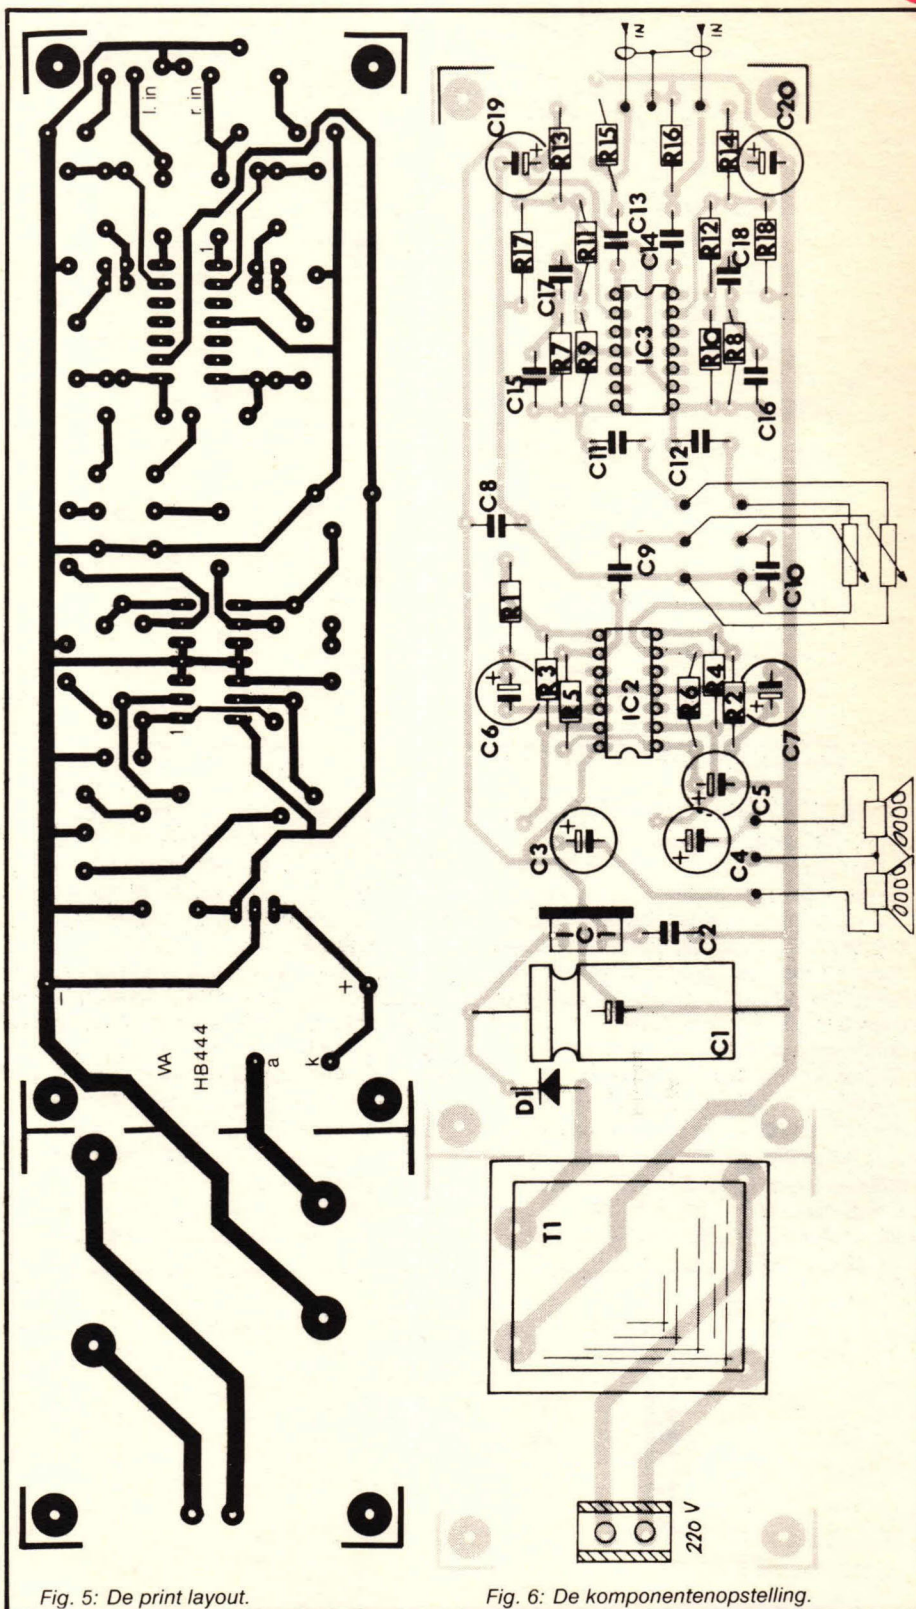 l. in
r. in
1
1
−
+
WA
HB444
a
k
Fig. 5: De print layout.
IN
IN
C19
R13
R15
R16
R14
C20
R17
R11
C13
C14
R12
C18
R18
C17
C15
R7
R9
IC3
R10
R8
C16
C11
C12
C8
C9
C10
R1
C6
R3
R5
IC2
R6
R4
R2
C7
C3
C4
C5
IC1
C2
C1
D1
T1
220 V
Fig. 6: De komponentenopstelling.